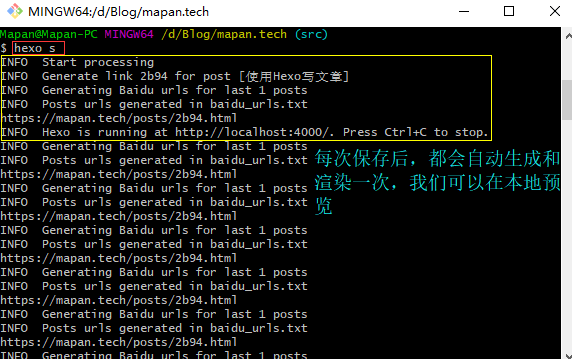 MINGW64:/d/Blog/mapan.tech
Mapan@Mapan-PC MINGW64 /d/Blog/mapan.tech (src)
$ hexo s
INFO  Start processing
INFO  Generate link 2b94 for post [使用Hexo写文章]
INFO  Generating Baidu urls for last 1 posts
INFO  Posts urls generated in baidu_urls.txt
https://mapan.tech/posts/2b94.html
INFO  Hexo is running at http://localhost:4000/. Press Ctrl+C to stop.
INFO  Generating Baidu urls for last 1 posts
INFO  Posts urls generated in baidu_urls.txt
https://mapan.tech/posts/2b94.html
INFO  Generating Baidu urls for last 1 posts
INFO  Posts urls generated in baidu_urls.txt
https://mapan.tech/posts/2b94.html
INFO  Generating Baidu urls for last 1 posts
INFO  Posts urls generated in baidu_urls.txt
https://mapan.tech/posts/2b94.html
INFO  Generating Baidu urls for last 1 posts
INFO  Posts urls generated in baidu_urls.txt
https://mapan.tech/posts/2b94.html
INFO  Generating Baidu urls for last 1 posts
INFO  Posts urls generated in baidu_urls.txt
https://mapan.tech/posts/2b94.html
INFO  Generating Baidu urls for last 1 posts
每次保存后，都会自动生成和
渲染一次，我们可以在本地预
览